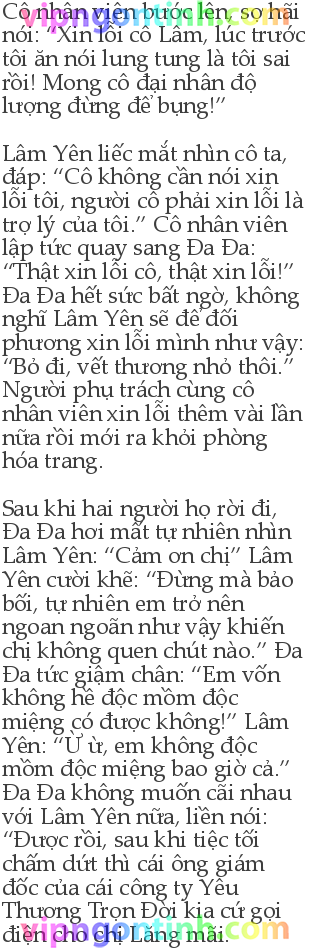 Cô nhân viên bước lên, sợ hãi
nói: “Xin lỗi cô Lâm, lúc trước
tôi ăn nói lung tung là tôi sai
rồi! Mong cô đại nhân độ
lượng đừng để bụng!”
Lâm Yên liếc mắt nhìn cô ta,
đáp: “Cô không cần nói xin
lỗi tôi, người cô phải xin lỗi là
trợ lý của tôi.” Cô nhân viên
lập tức quay sang Đa Đa:
“Thật xin lỗi cô, thật xin lỗi!”
Đa Đa hết sức bất ngờ, không
nghĩ Lâm Yên sẽ để đối
phương xin lỗi mình như vậy:
“Bỏ đi, vết thương nhỏ thôi.”
Người phụ trách cùng cô
nhân viên xin lỗi thêm vài lần
nữa rồi mới ra khỏi phòng
hóa trang.
Sau khi hai người họ rời đi,
Đa Đa hơi mất tự nhiên nhìn
Lâm Yên: “Cảm ơn chị” Lâm
Yên cười khẽ: “Đừng mà bảo
bối, tự nhiên em trở nên
ngoan ngoãn như vậy khiến
chị không quen chút nào.” Đa
Đa tức giậm chân: “Em vốn
không hề độc mồm độc
miệng có được không!” Lâm
Yên: “Ừ ừ, em không độc
mồm độc miệng bao giờ cả.”
Đa Đa không muốn cãi nhau
với Lâm Yên nữa, liền nói:
“Được rồi, sau khi tiệc tối
chấm dứt thì cái ông giám
đốc của cái công ty Yêu
Thương Trọn Đời kia cứ gọi
điện cho chị Lăng mãi.
vipngontinh.com
vipngontinh.com